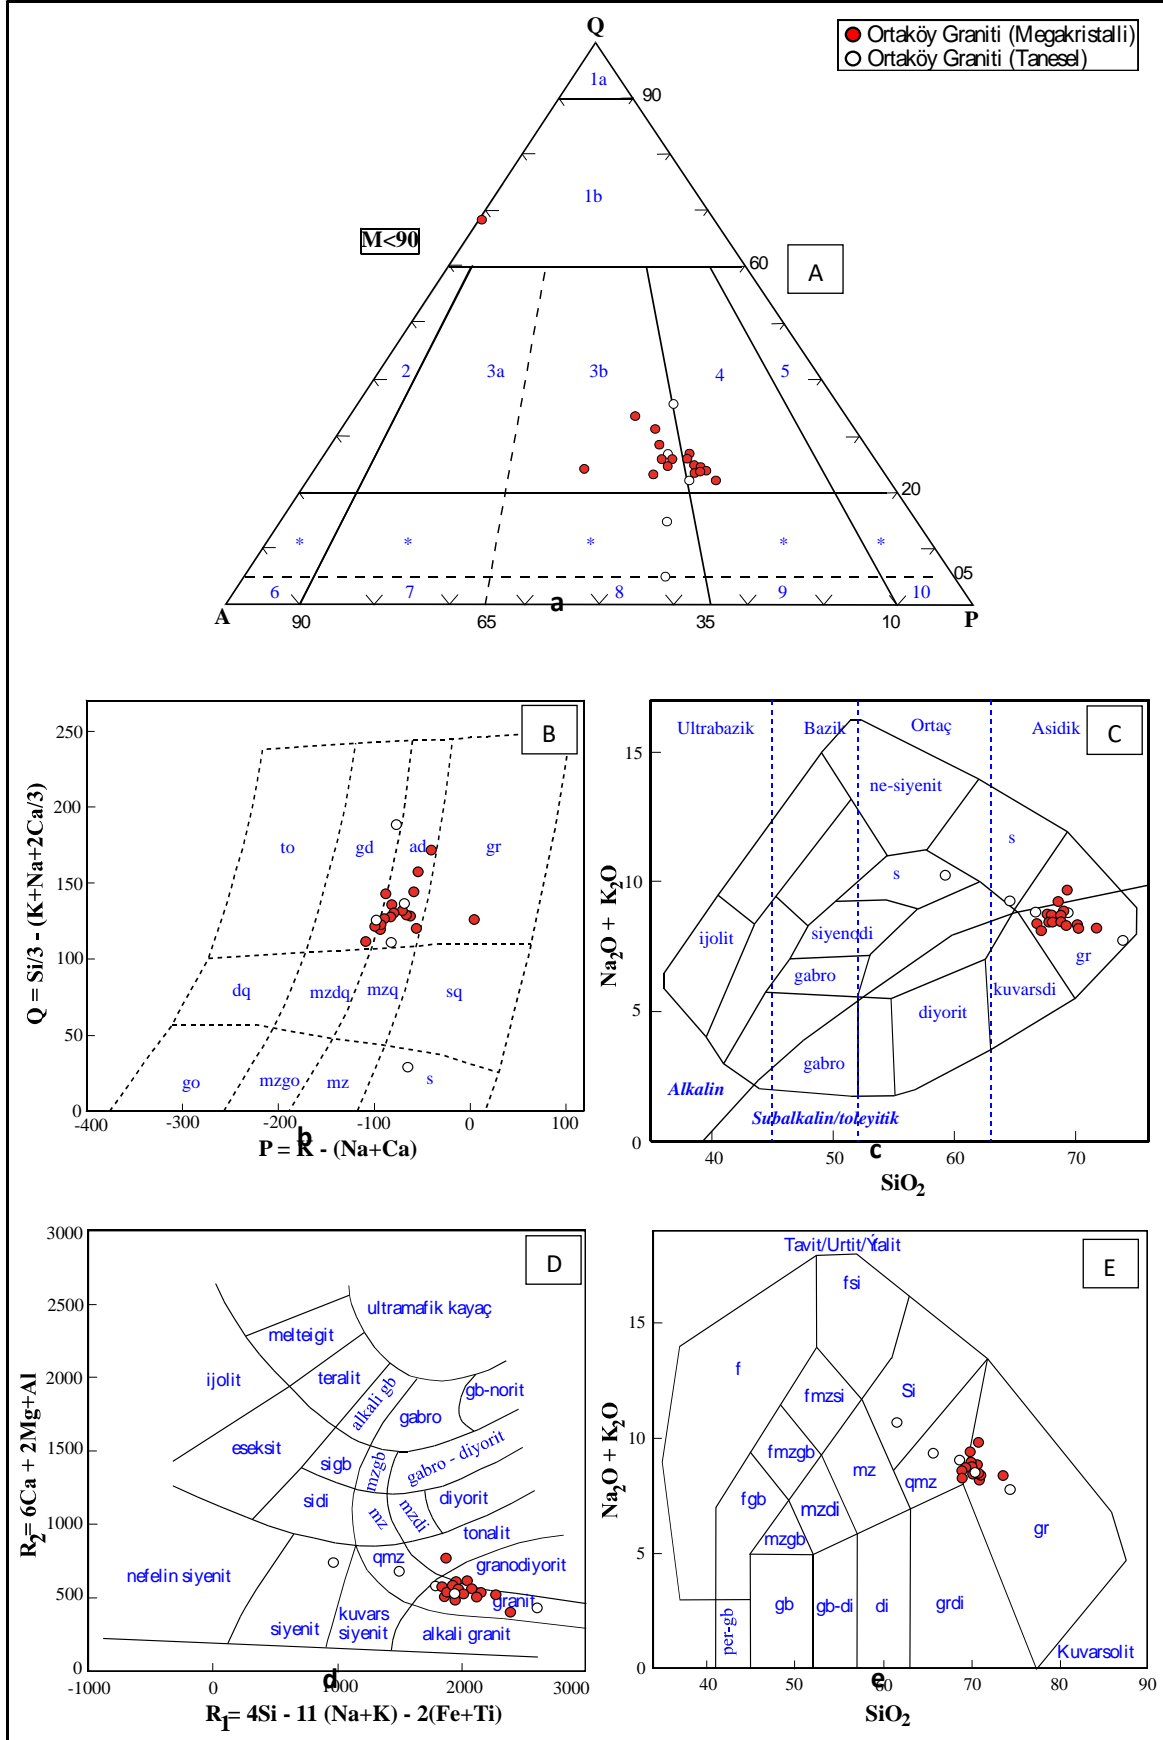 Q
Ortaköy Graniti (Megakristalli)
Ortaköy Graniti (Tanesel)
1a
90
1b
M<90
60
A
2
3a
3b
4
5
20
* * * * *
05
6
7
8
9
10
a
A
90
65
35
10
P
B
250
200
150
100
50
0
to
gd
ad
gr
dq
mzdq
mzq
sq
go
mzgo
mz
s
-400
-300
-200
-100
0
100
b
Q = Si/3 - (K+Na+2Ca/3)
P = K - (Na+Ca)
C
Ultrabazik
Bazik
Ortaç
Asidik
15
10
5
0
ne-siyenit
s
s
ijolit
siyenodi
gabro
gr
kuvarsdi
diyorit
gabro
Alkalin
Subalkalin/toleyitik
40
50
60
70
c
Na2O + K2O
SiO2
D
3000
2500
2000
1500
1000
500
0
ultramafik kayaç
melteigit
ijolit
teralit
alkali gb
gb-norit
gabro
eseksit
sigb
mzgb
gabro - diyorit
sidi
mz
mzdi
diyorit
tonalit
qmz
granodiyorit
nefelin siyenit
granit
siyenit
kuvars
siyenit
alkali granit
-1000
0
1000
2000
3000
d
R2= 6Ca + 2Mg+Al
R1= 4Si - 11 (Na+K) - 2(Fe+Ti)
E
Tavit/Urtit/Ýtalit
fsi
15
10
5
0
f
fmzsi
Si
fmzgb
mz
qmz
fgb
mzdi
gr
mzgb
per-gb
gb
gb-di
di
grdi
Kuvarsolit
40
50
60
70
80
90
e
Na2O + K2O
SiO2